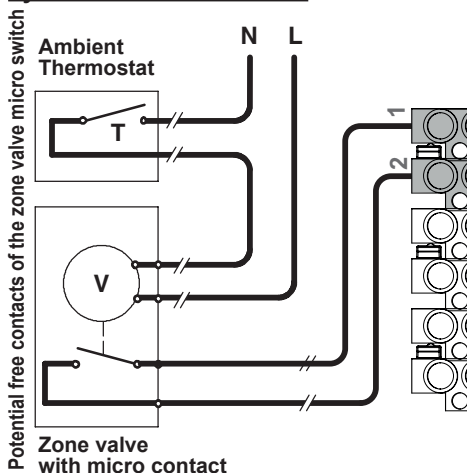 Potential free contacts of the zone valve micro switch
Ambient
Thermostat
N L
T
1
2
V
Zone valve
with micro contact